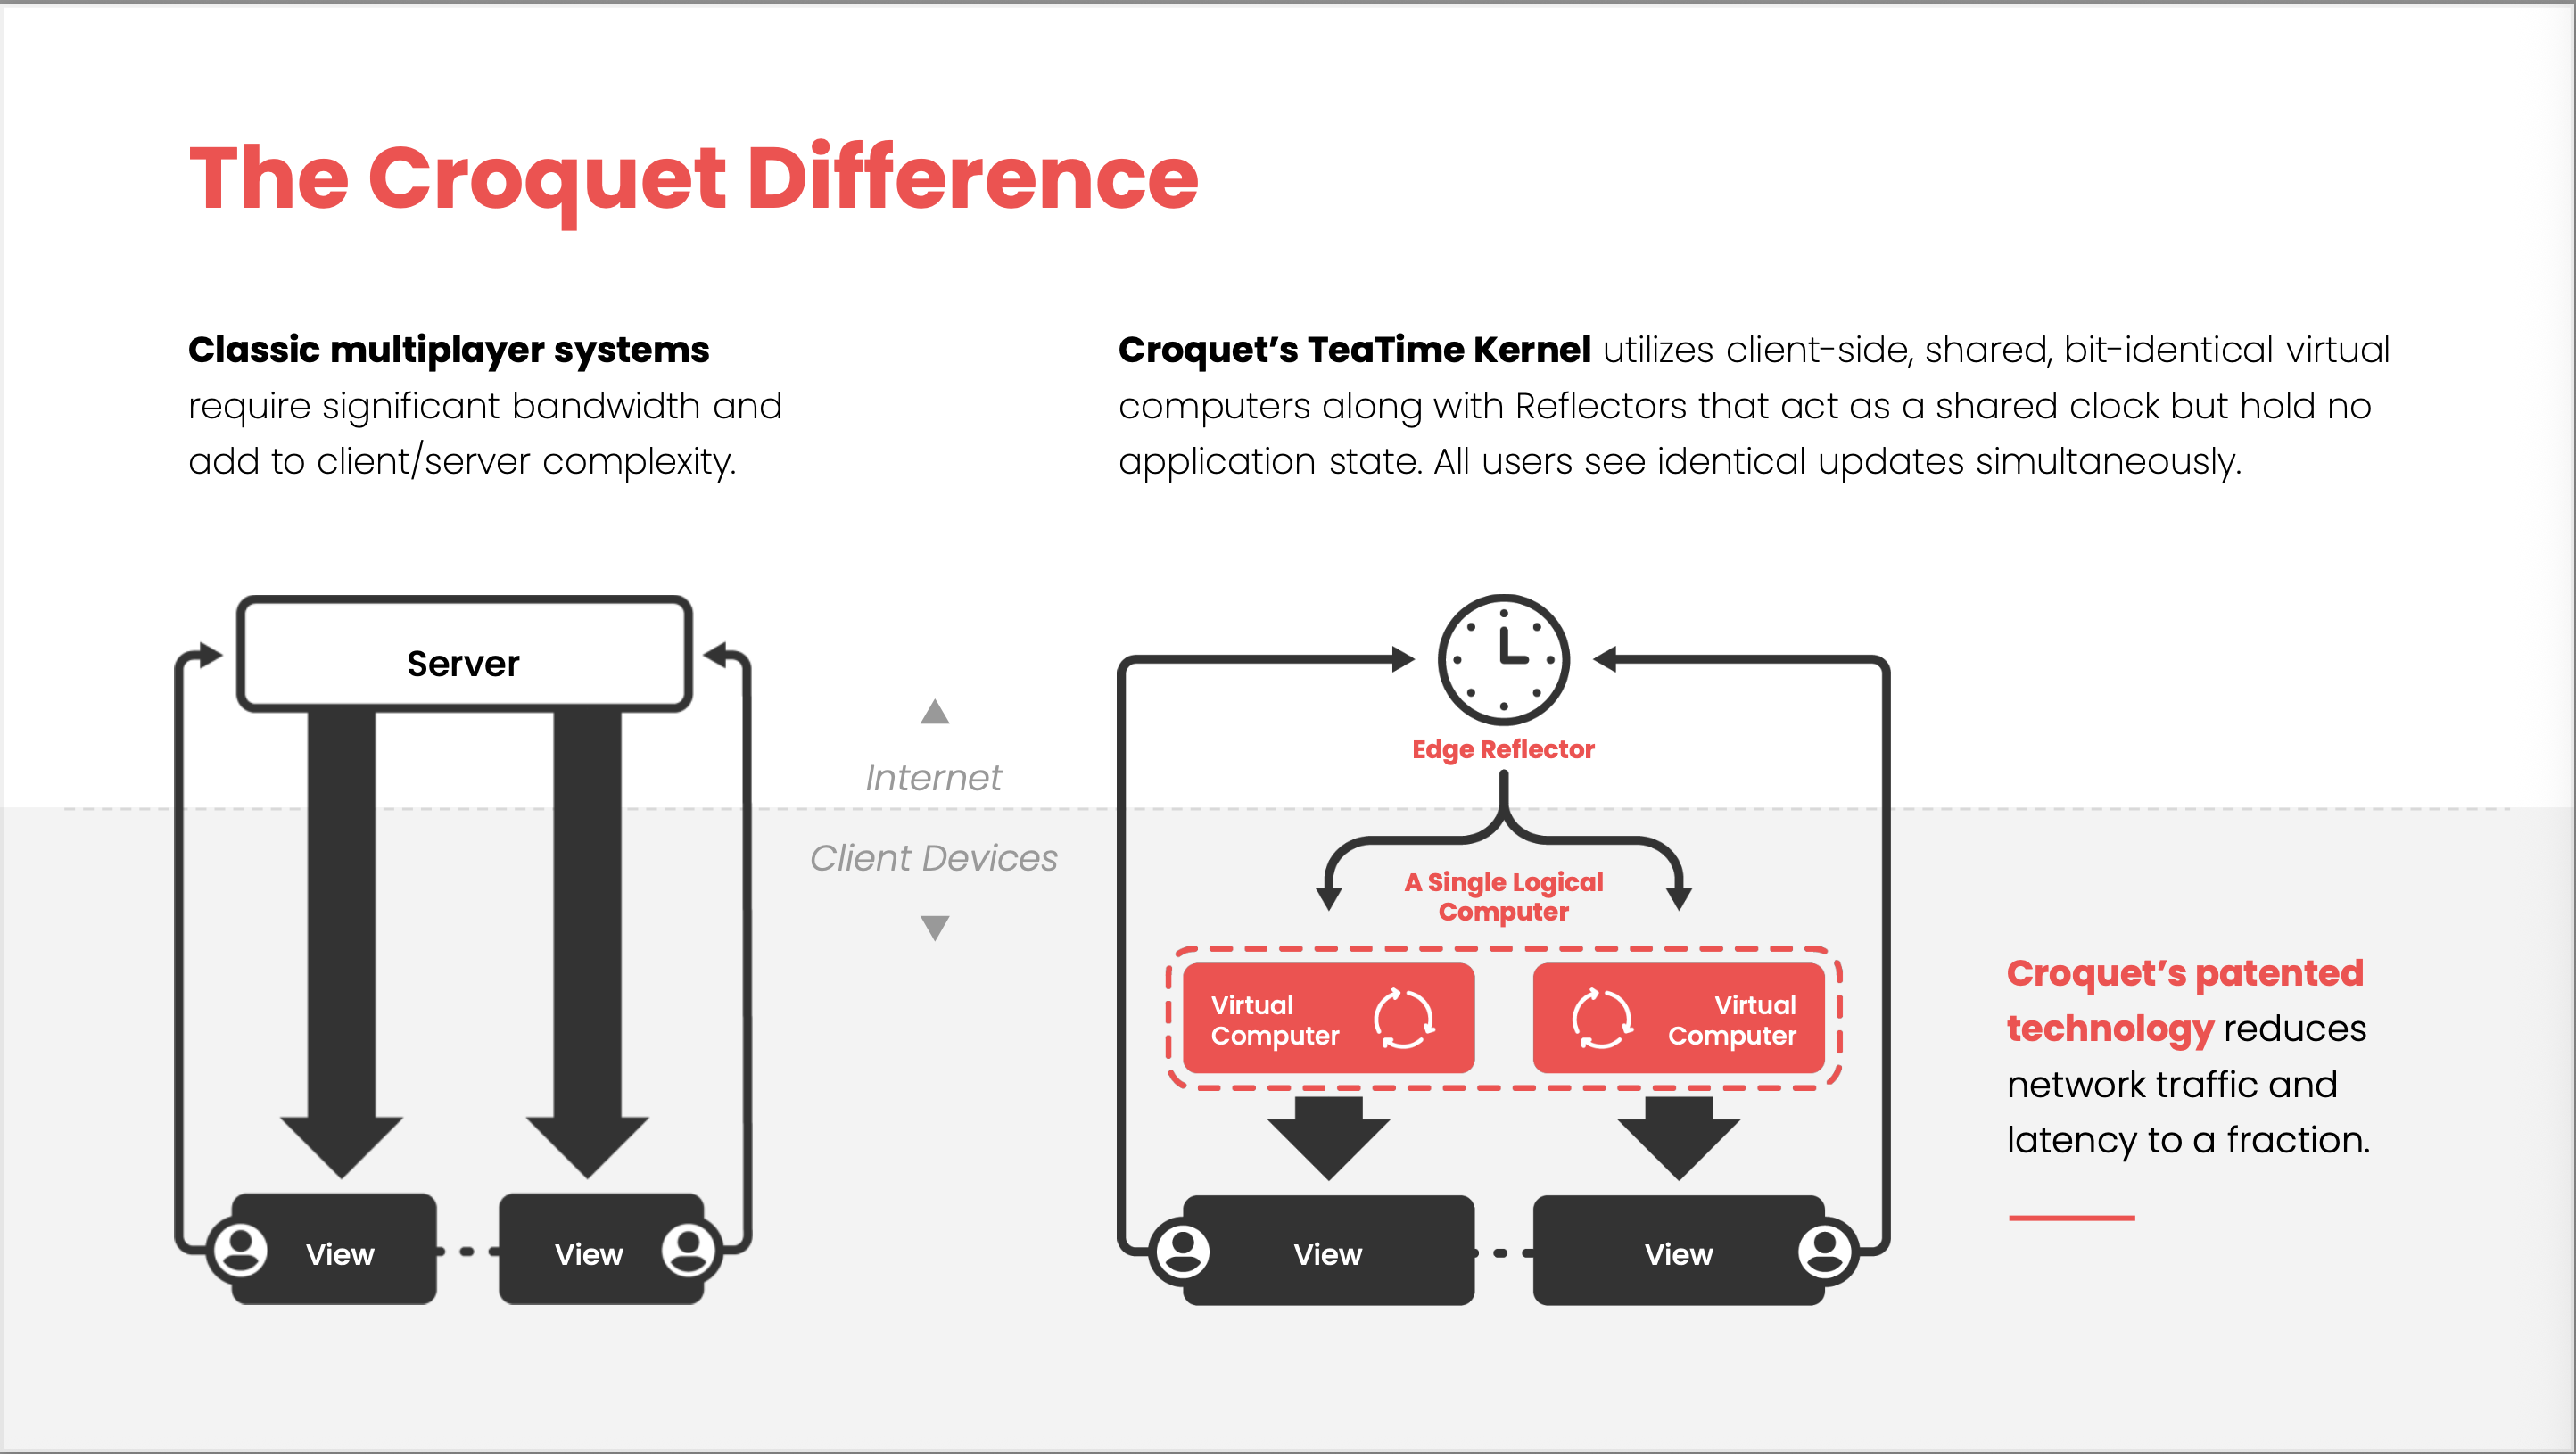 The Croquet Difference
Classic multiplayer systems
require significant bandwidth and
add to client/server complexity.
Croquet’s TeaTime Kernel utilizes client-side, shared, bit-identical virtual
computers along with Reflectors that act as a shared clock but hold no
application state. All users see identical updates simultaneously.
Server
View
View
Internet
Client Devices
Edge Reflector
A Single Logical
Computer
Virtual
Computer
Virtual
Computer
View
View
Croquet’s patented
technology reduces
network traffic and
latency to a fraction.